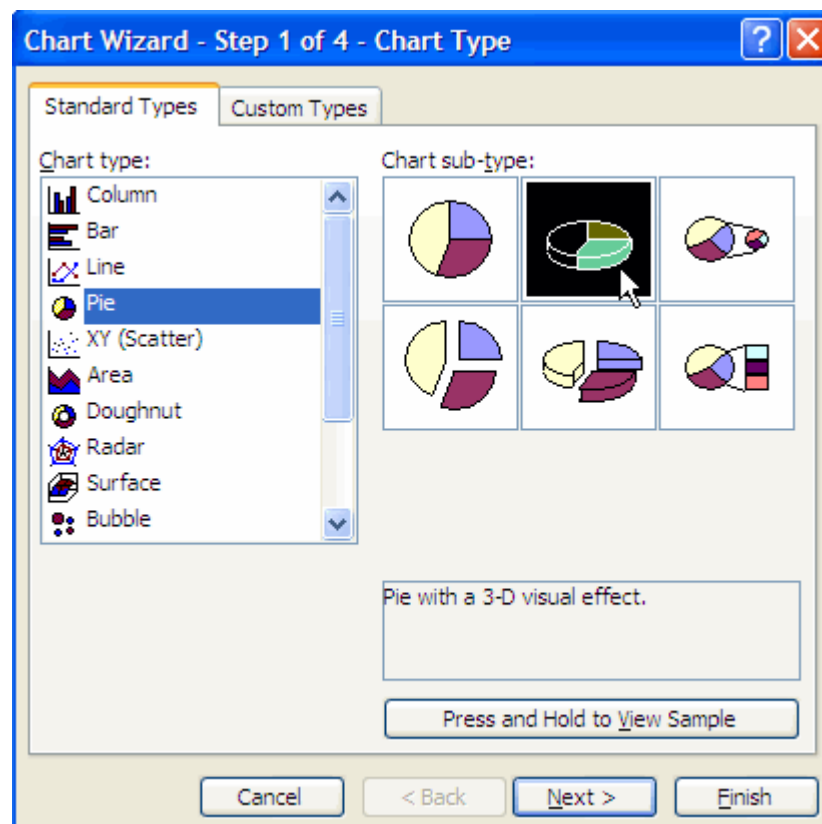 Chart Wizard - Step 1 of 4 - Chart Type
Standard Types
Custom Types
Chart type:
Chart sub-type:
Column
Bar
Line
Pie
XY (Scatter)
Area
Doughnut
Radar
Surface
Bubble
Pie with a 3-D visual effect.
Press and Hold to View Sample
Cancel
< Back
Next >
Finish